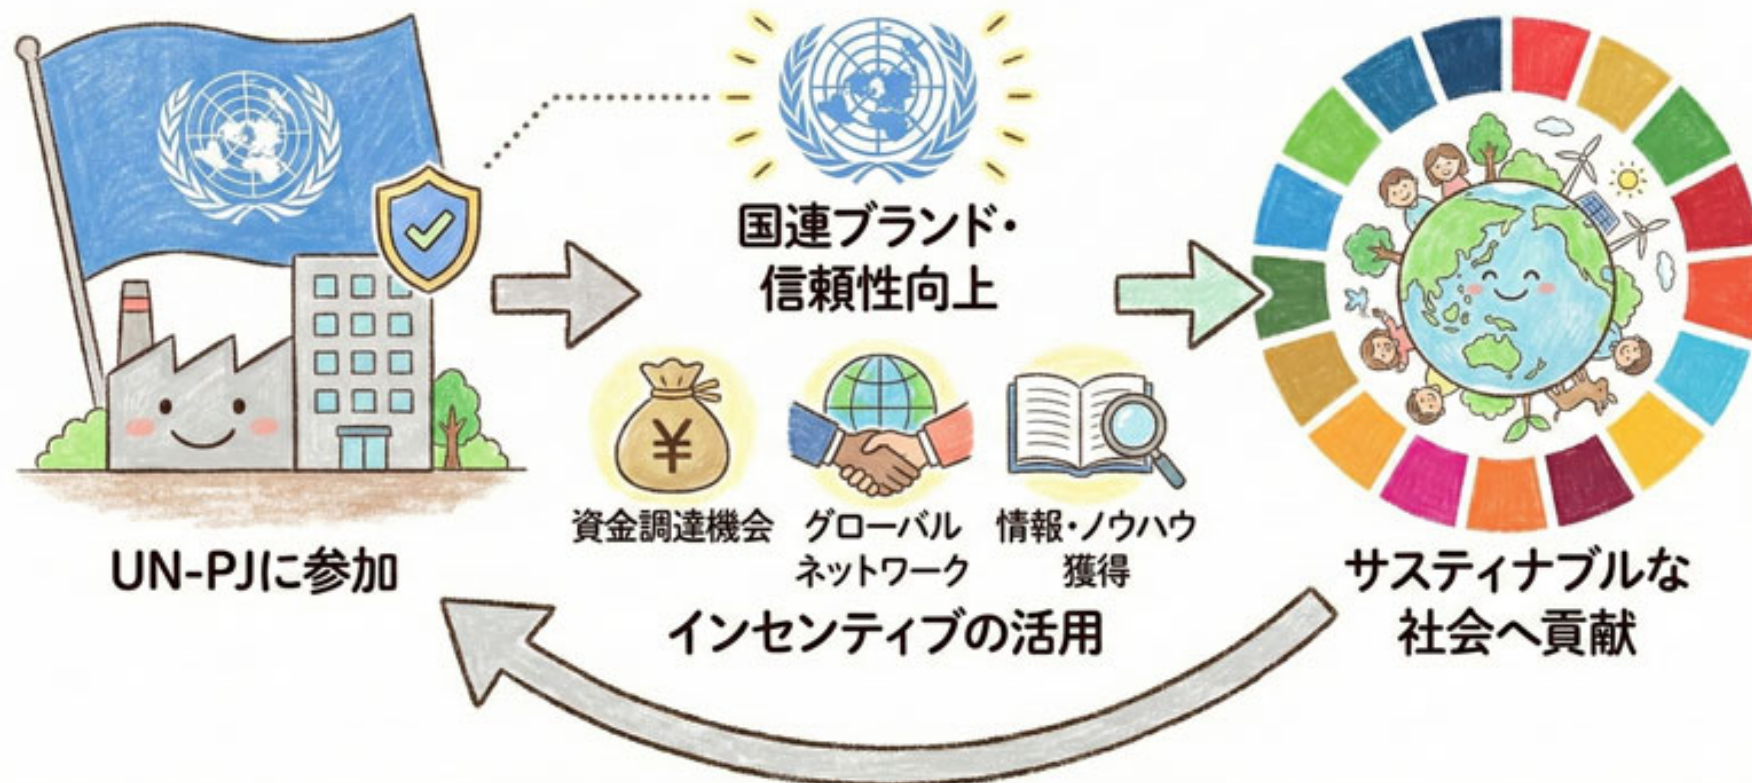 UN-PJに参加
国連ブランド・
信頼性向上
¥
資金調達機会
グローバル
ネットワーク
情報・ノウハウ
獲得
インセンティブの活用
サスティナブルな
社会へ貢献